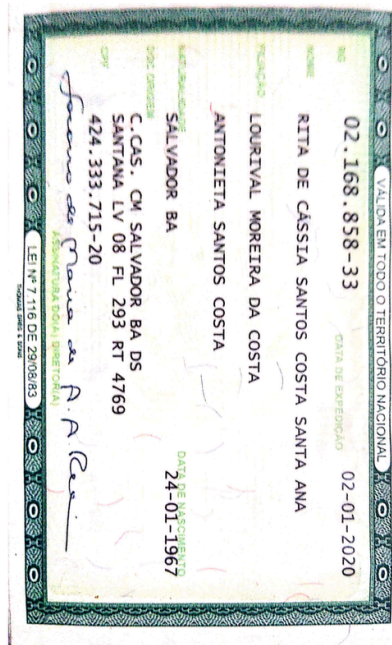 VÁLIDA EM TODO O TERRITÓRIO NACIONAL
RG 02.168.858-33 DATA DE EXPEDIÇÃO 02-01-2020
NOME RITA DE CÁSSIA SANTOS COSTA SANTA ANA
FILIAÇÃO
LOURIVAL MOREIRA DA COSTA
ANTONIETA SANTOS COSTA
NATURALIDADE DATA DE NASCIMENTO
SALVADOR BA 24-01-1967
DOC ORIGEM
C.CAS. CM SALVADOR BA DS
SANTANA LV 08 FL 293 RT 4769
CPF 424.333.715-20
ASSINATURA DO(A) DIRETOR(A)
LEI Nº 7.116 DE 29/08/83